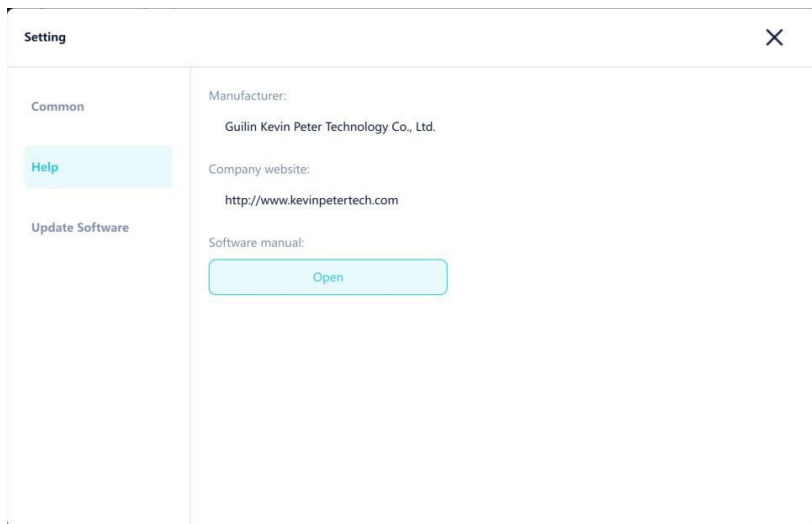 Setting
Common
Help
Update Software
Manufacturer:
Guilin Kevin Peter Technology Co., Ltd.
Company website:
http://www.kevinpetertech.com
Software manual:
Open